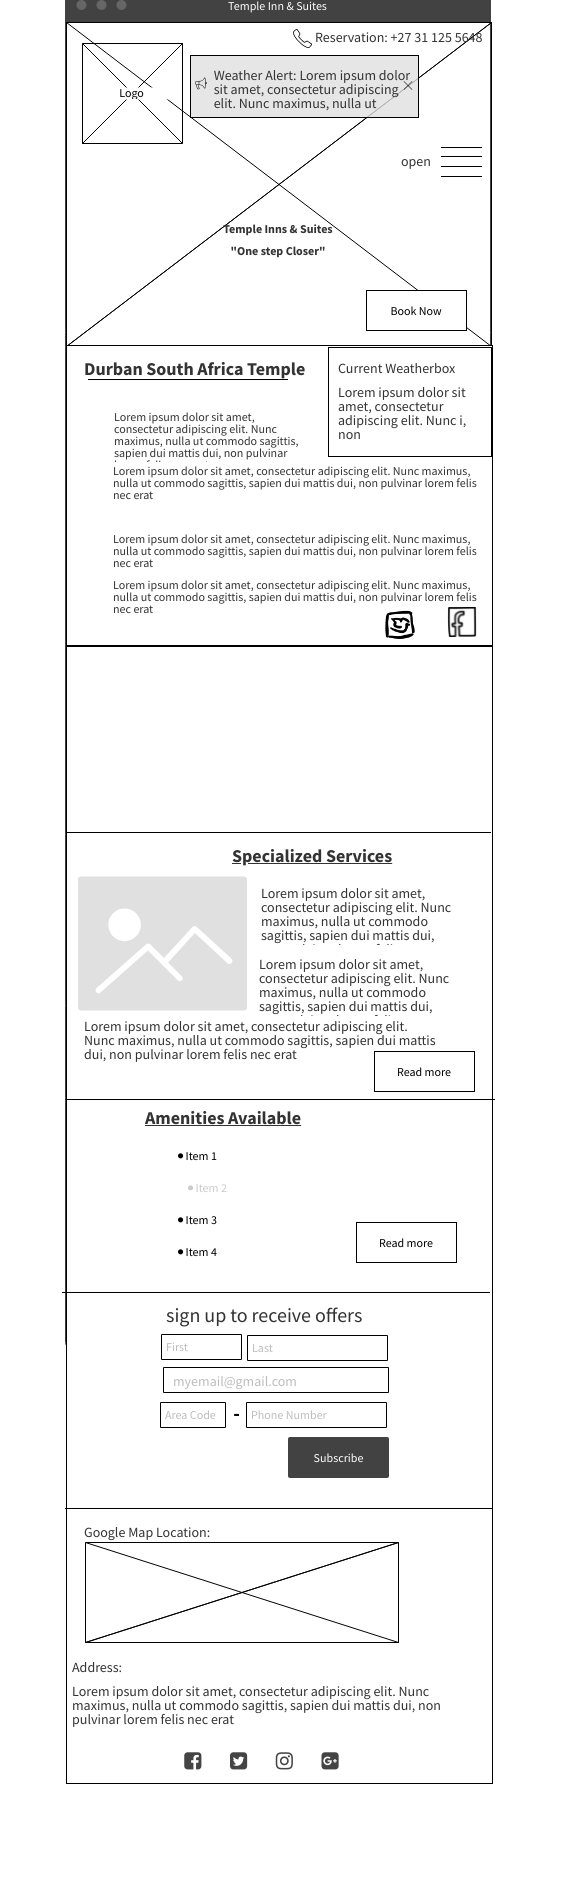 Temple Inn & Suites
Reservation: +27 31 125 5648
Logo
Weather Alert: Lorem ipsum dolor
sit amet, consectetur adipiscing
elit. Nunc maximus, nulla ut
open
Temple Inns & Suites
"One step Closer"
Book Now
Durban South Africa Temple
Current Weatherbox
Lorem ipsum dolor sit
amet, consectetur
adipiscing elit. Nunc i,
non
Lorem ipsum dolor sit amet,
consectetur adipiscing elit. Nunc
maximus, nulla ut commodo sagittis,
sapien dui mattis dui, non pulvinar
Lorem ipsum dolor sit amet, consectetur adipiscing elit. Nunc maximus,
nulla ut commodo sagittis, sapien dui mattis dui, non pulvinar lorem felis
nec erat
Lorem ipsum dolor sit amet, consectetur adipiscing elit. Nunc maximus,
nulla ut commodo sagittis, sapien dui mattis dui, non pulvinar lorem felis
nec erat
Lorem ipsum dolor sit amet, consectetur adipiscing elit. Nunc maximus,
nulla ut commodo sagittis, sapien dui mattis dui, non pulvinar lorem felis
nec erat
Specialized Services
Lorem ipsum dolor sit amet,
consectetur adipiscing elit. Nunc
maximus, nulla ut commodo
sagittis, sapien dui mattis dui,
Lorem ipsum dolor sit amet,
consectetur adipiscing elit. Nunc
maximus, nulla ut commodo
sagittis, sapien dui mattis dui,
Lorem ipsum dolor sit amet, consectetur adipiscing elit.
Nunc maximus, nulla ut commodo sagittis, sapien dui mattis
dui, non pulvinar lorem felis nec erat
Read more
Amenities Available
Item 1
Item 2
Item 3
Item 4
Read more
sign up to receive offers
First Last
myemail@gmail.com
Area Code - Phone Number
Subscribe
Google Map Location:
Address:
Lorem ipsum dolor sit amet, consectetur adipiscing elit. Nunc
maximus, nulla ut commodo sagittis, sapien dui mattis dui, non
pulvinar lorem felis nec erat